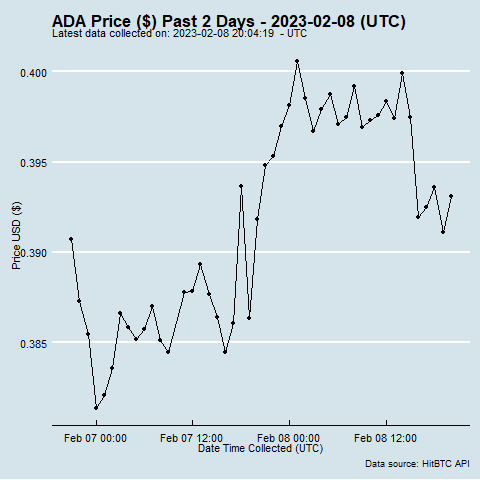 ADA Price ($) Past 2 Days - 2023-02-08 (UTC)
Latest data collected on: 2023-02-08 20:04:19  - UTC
0.400
0.395
0.390
0.385
Price USD ($)
Feb 07 00:00
Feb 07 12:00
Feb 08 00:00
Feb 08 12:00
Date Time Collected (UTC)
Data source: HitBTC API